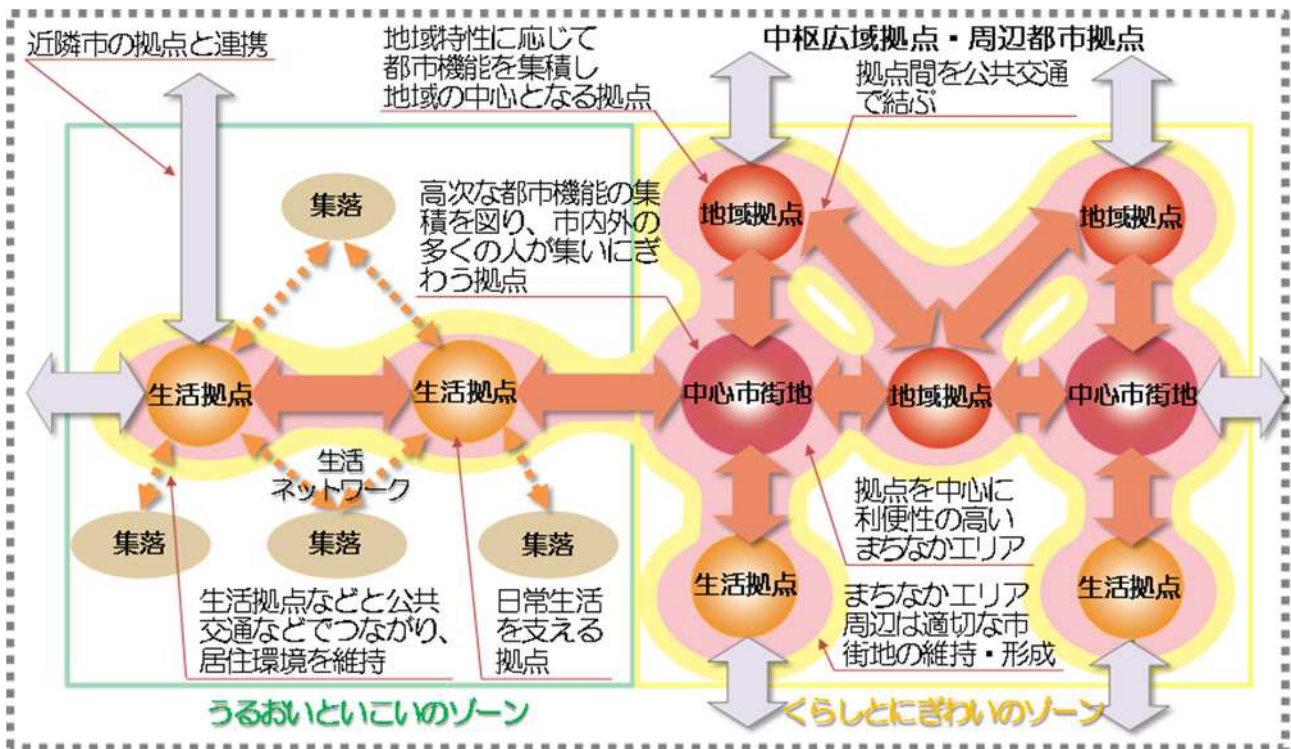 近隣市の拠点と連携
地域特性に応じて
都市機能を集積し
地域の中心となる拠点
中枢広域拠点・周辺都市拠点
拠点間を公共交通
で結ぶ
集落
高次な都市機能の集
積を図り、市内外の
多くの人が集いにぎ
わう拠点
地域拠点
地域拠点
生活拠点
生活拠点
中心市街地
地域拠点
中心市街地
生活
ネットワーク
集落
集落
集落
拠点を中心に
利便性の高い
まちなかエリア
生活拠点
生活拠点
生活拠点などと公共
交通などでつながり、
居住環境を維持
日常生活
を支える
拠点
まちなかエリア
周辺は適切な市
街地の維持・形成
うるおいといこいのゾーン
くらしとにぎわいのゾーン